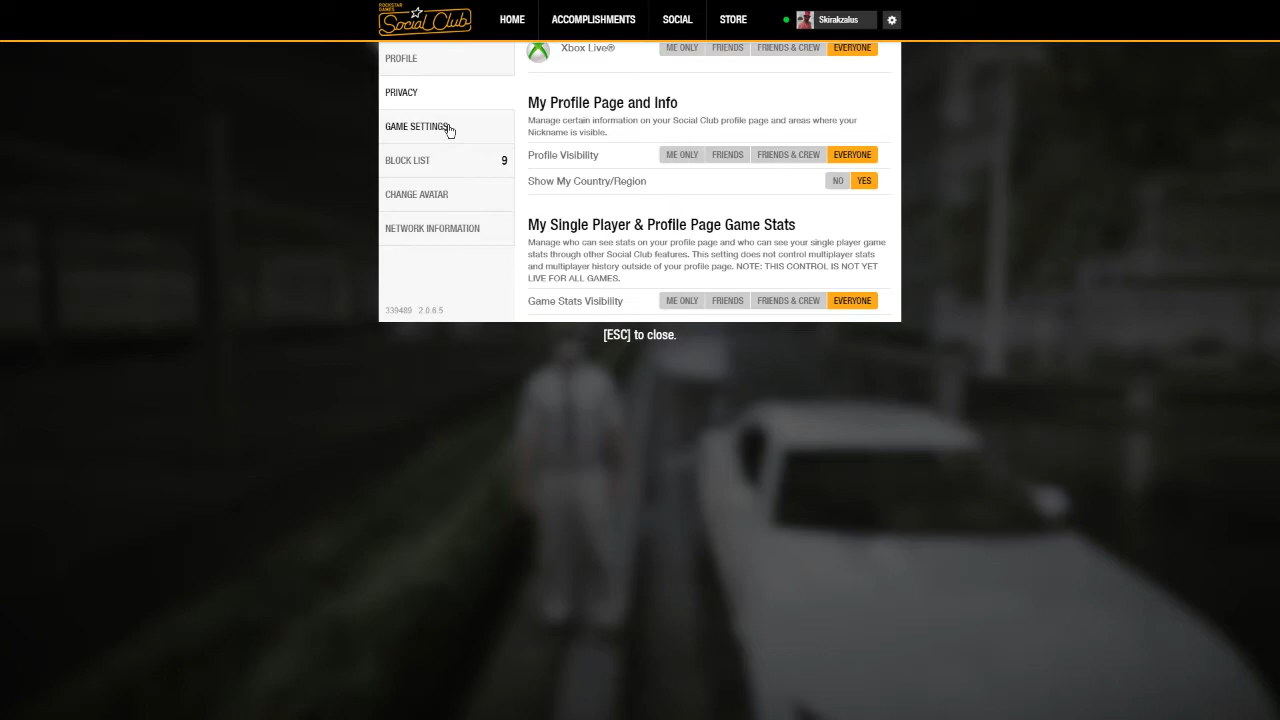 ROCKSTAR GAMES
Social Club
HOME
ACCOMPLISHMENTS
SOCIAL
STORE
Skirakzalus
PROFILE
PRIVACY
GAME SETTINGS
BLOCK LIST 9
CHANGE AVATAR
NETWORK INFORMATION
339489 2.0.6.5
Xbox Live® ME ONLY FRIENDS FRIENDS & CREW EVERYONE
My Profile Page and Info
Manage certain information on your Social Club profile page and areas where your
Nickname is visible.
Profile Visibility ME ONLY FRIENDS FRIENDS & CREW EVERYONE
Show My Country/Region NO YES
My Single Player & Profile Page Game Stats
Manage who can see stats on your profile page and who can see your single player game
stats through other Social Club features. This setting does not control multiplayer stats
and multiplayer history outside of your profile page. NOTE: THIS CONTROL IS NOT YET
LIVE FOR ALL GAMES.
Game Stats Visibility ME ONLY FRIENDS FRIENDS & CREW EVERYONE
[ESC] to close.